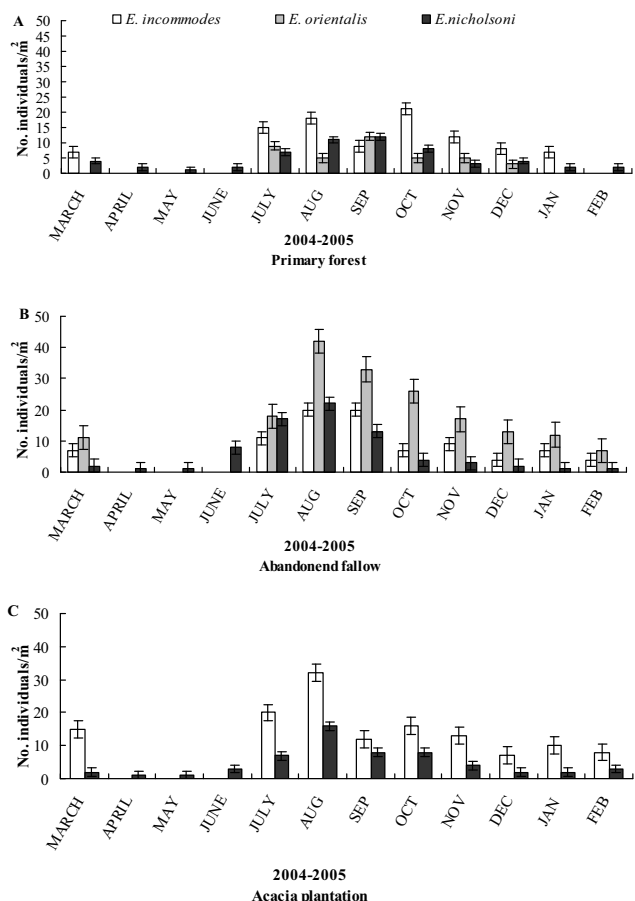 A
E. incommodes E. orientalis E.nicholsoni
No. individuals/m²
50
45
40
35
30
25
20
15
10
5
0
MARCH APRIL MAY JUNE JULY AUG SEP OCT NOV DEC JAN FEB
2004-2005
Primary forest
B
No. individuals/m²
50
40
30
20
10
0
MARCH APRIL MAY JUNE JULY AUG SEP OCT NOV DEC JAN FEB
2004-2005
Abandonend fallow
C
No. individuals/m²
50
40
30
20
10
0
MARCH APRIL MAY JUNE JULY AUG SEP OCT NOV DEC JAN FEB
2004-2005
Acacia plantation